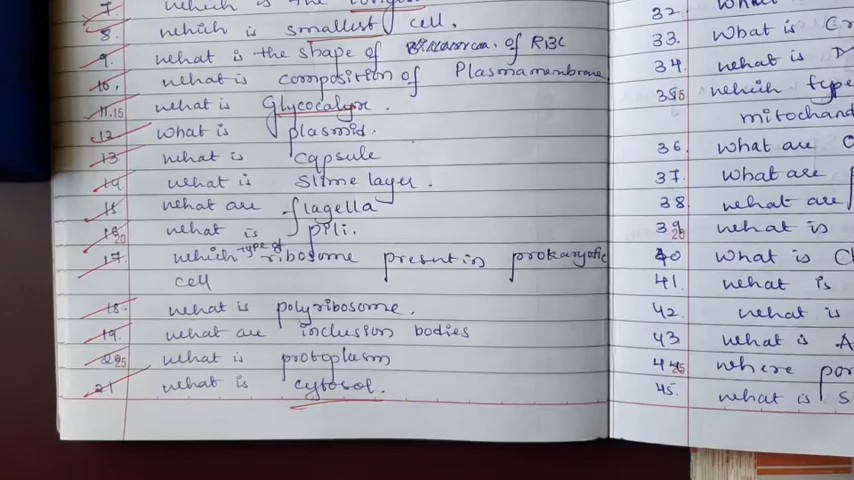 7. which is the longest
8. which is smallest cell.
9. what is the shape of of RBC
10. what is composition of Plasmamembrane
11. what is Glycocalyx.
12 what is plasmid.
13 what is capsule
14 what is slime layer.
15 what are flagella
16 what is pili.
17 which type of ribosome present in prokaryotic
cell
18. what is polyribosome.
19. what are inclusion bodies
20 what is protoplasm
21 what is cytosol.
32.
33. What is
34. what is
35 which type
mitochond
36 what are
37. what are
38 what are
39 what is
40 what is
41. what is
42. what is
43 what is A
44 where
45. what is